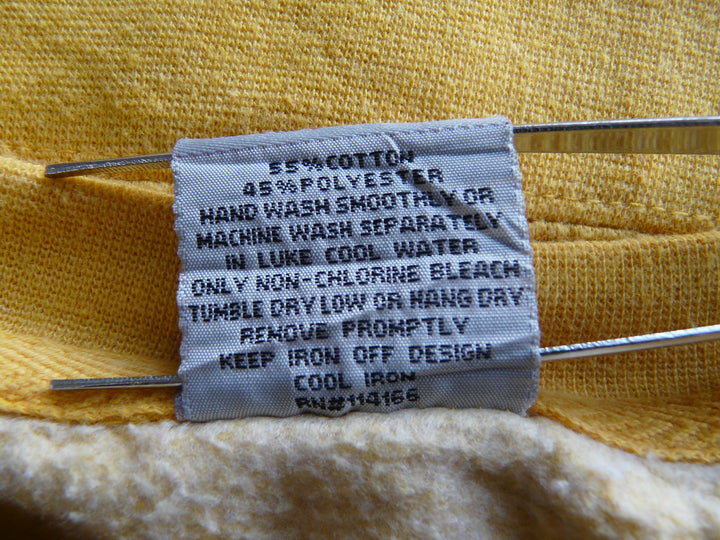 55%COTTON
45%POLYESTER
HAND WASH SMOOTHLY OR
MACHINE WASH SEPARATELY
IN LUKE COOL WATER
ONLY NON-CHLORINE BLEACH
TUMBLE DRY LOW OR HANG DRY
REMOVE PROMPTLY
KEEP IRON OFF DESIGN
COOL IRON
RN#114166